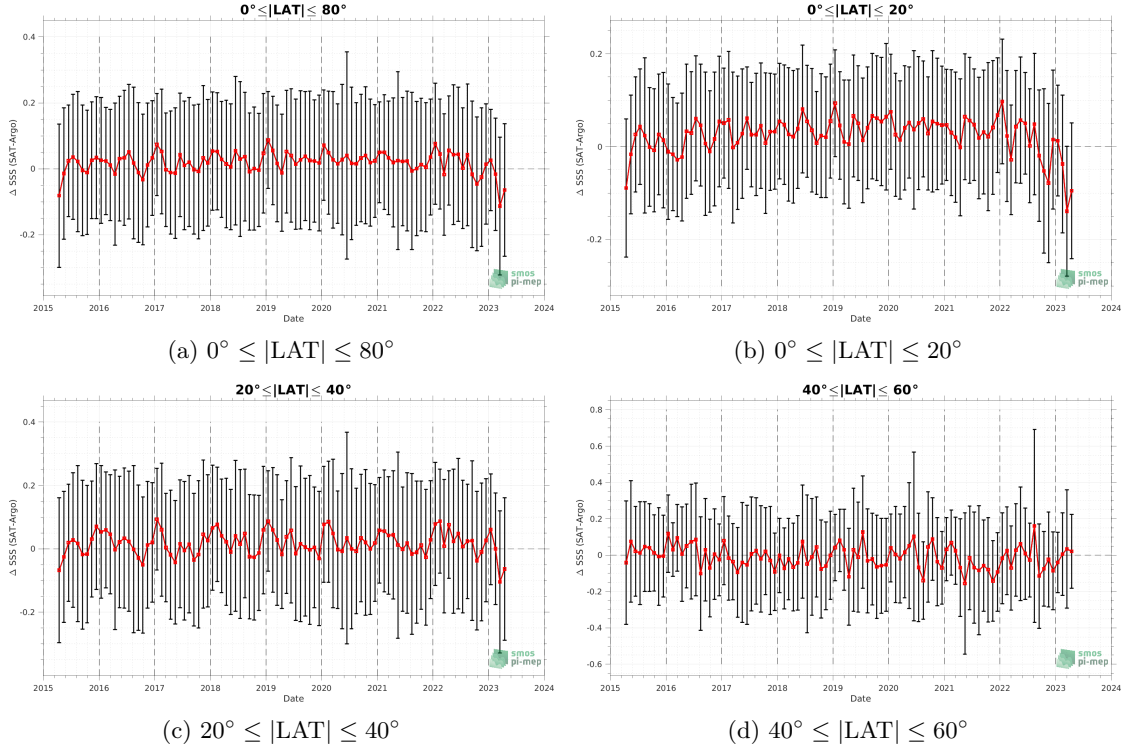 0°≤|LAT|≤ 80°
0.4
0.2
0
-0.2
Δ SSS (SAT-Argo)
smos
pi-mep
2015 2016 2017 2018 2019 2020 2021 2022 2023 2024
Date
(a) 0° ≤ |LAT| ≤ 80°
0°≤|LAT|≤ 20°
0.2
0.1
0
-0.2
Δ SSS (SAT-Argo)
smos
pi-mep
2015 2016 2017 2018 2019 2020 2021 2022 2023 2024
Date
(b) 0° ≤ |LAT| ≤ 20°
20°≤|LAT|≤ 40°
0.4
0.2
0
-0.2
Δ SSS (SAT-Argo)
smos
pi-mep
2015 2016 2017 2018 2019 2020 2021 2022 2023 2024
Date
(c) 20° ≤ |LAT| ≤ 40°
40°≤|LAT|≤ 60°
0.8
0.6
0.4
0.2
0
-0.2
-0.4
-0.6
Δ SSS (SAT-Argo)
smos
pi-mep
2015 2016 2017 2018 2019 2020 2021 2022 2023 2024
Date
(d) 40° ≤ |LAT| ≤ 60°